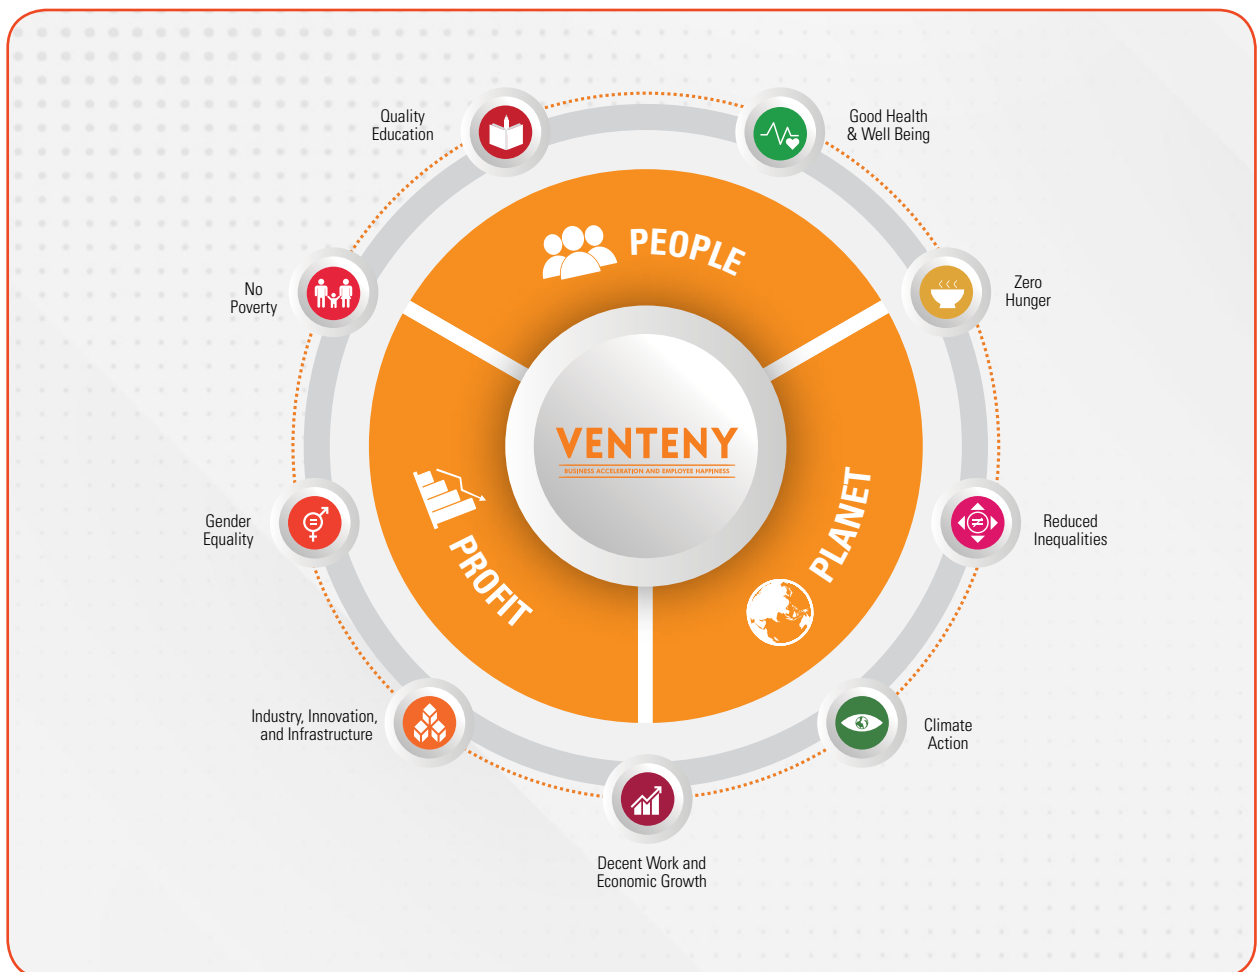 Quality
Education
Good Health
& Well Being
PEOPLE
No
Poverty
Zero
Hunger
VENTENY
BUSINESS ACCELERATION AND EMPLOYEE HAPPINESS
PROFIT
PLANET
Gender
Equality
Reduced
Inequalities
Industry, Innovation,
and Infrastructure
Climate
Action
Decent Work and
Economic Growth